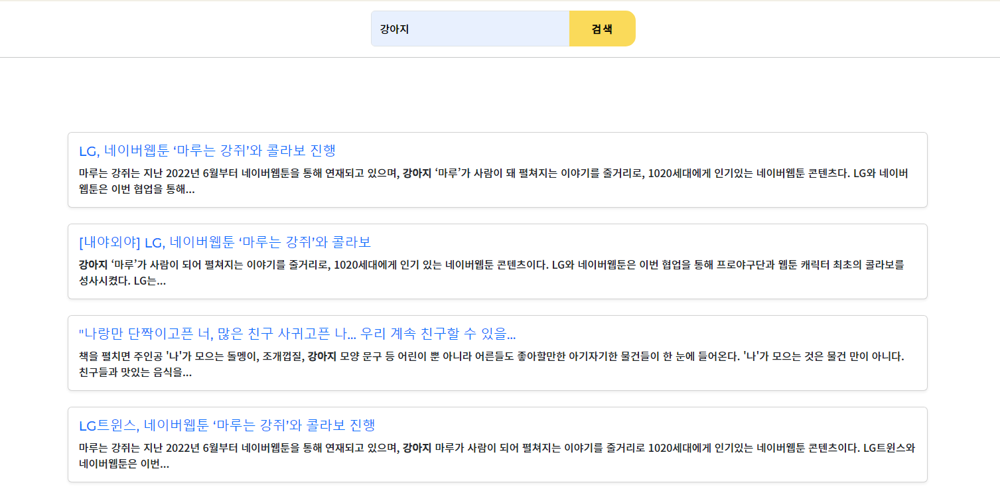 강아지
검색
LG, 네이버웹툰 ‘마루는 강쥐’와 콜라보 진행
마루는 강쥐는 지난 2022년 6월부터 네이버웹툰을 통해 연재되고 있으며, 강아지 ‘마루’가 사람이 돼 펼쳐지는 이야기를 줄거리로, 1020세대에게 인기있는 네이버웹툰 콘텐츠다. LG와 네이버
웹툰은 이번 협업을 통해...
[내야외야] LG, 네이버웹툰 ‘마루는 강쥐’와 콜라보
강아지 ‘마루’가 사람이 되어 펼쳐지는 이야기를 줄거리로, 1020세대에게 인기 있는 네이버웹툰 콘텐츠이다. LG와 네이버웹툰은 이번 협업을 통해 프로야구단과 웹툰 캐릭터 최초의 콜라보를
성사시켰다. LG는...
"나랑만 단짝이고픈 너, 많은 친구 사귀고픈 나... 우리 계속 친구할 수 있을...
책을 펼치면 주인공 '나'가 모으는 돌멩이, 조개껍질, 강아지 모양 문구 등 어린이 뿐 아니라 어른들도 좋아할만한 아기자기한 물건들이 한 눈에 들어온다. '나'가 모으는 것은 물건 만이 아니다.
친구들과 맛있는 음식을...
LG트윈스, 네이버웹툰 ‘마루는 강쥐’와 콜라보 진행
마루는 강쥐는 지난 2022년 6월부터 네이버웹툰을 통해 연재되고 있으며, 강아지 마루가 사람이 되어 펼쳐지는 이야기를 줄거리로 1020세대에게 인기있는 네이버웹툰 콘텐츠이다. LG트윈스와
네이버웹툰은 이번...